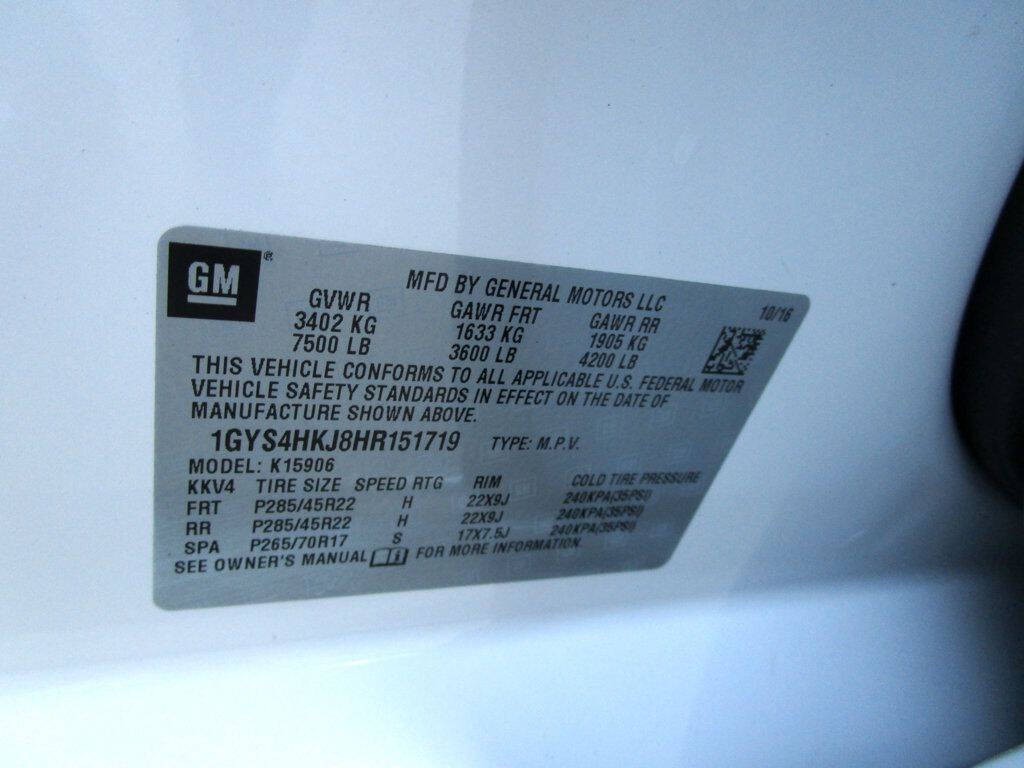 GM®
MFD BY GENERAL MOTORS LLC
10/16
GVWR GAWR FRT GAWR RR
3402 KG 1633 KG 1905 KG
7500 LB 3600 LB 4200 LB
THIS VEHICLE CONFORMS TO ALL APPLICABLE U.S. FEDERAL MOTOR
VEHICLE SAFETY STANDARDS IN EFFECT ON THE DATE OF
MANUFACTURE SHOWN ABOVE.
1GYS4HKJ8HR151719 TYPE: M.P.V.
MODEL: K15906
KKV4 TIRE SIZE SPEED RTG RIM COLD TIRE PRESSURE
FRT P285/45R22 H 22X9J 240KPA(35PSI)
RR P285/45R22 H 22X9J 240KPA(35PSI)
SPA P265/70R17 S 17X7.5J 240KPA(35PSI)
SEE OWNER'S MANUAL i FOR MORE INFORMATION.